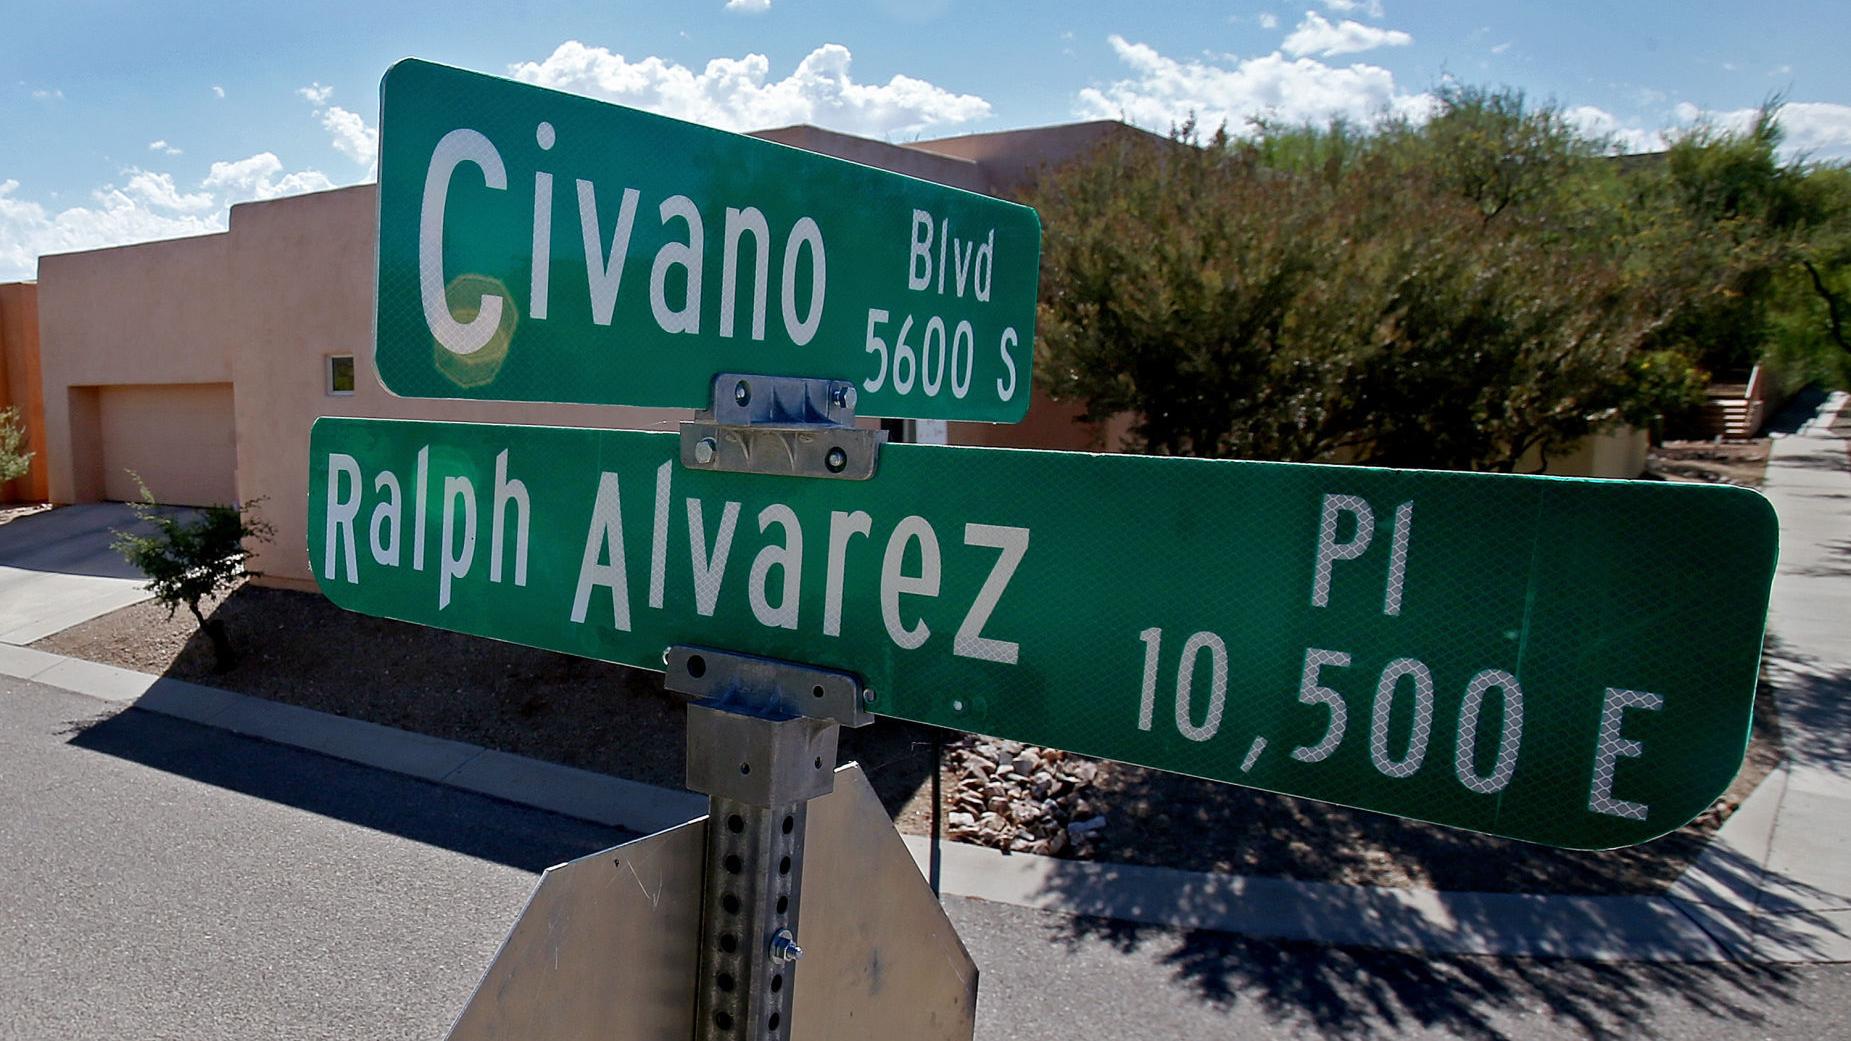 Civano Blvd
5600 S
Ralph Alvarez Pl
10,500 E